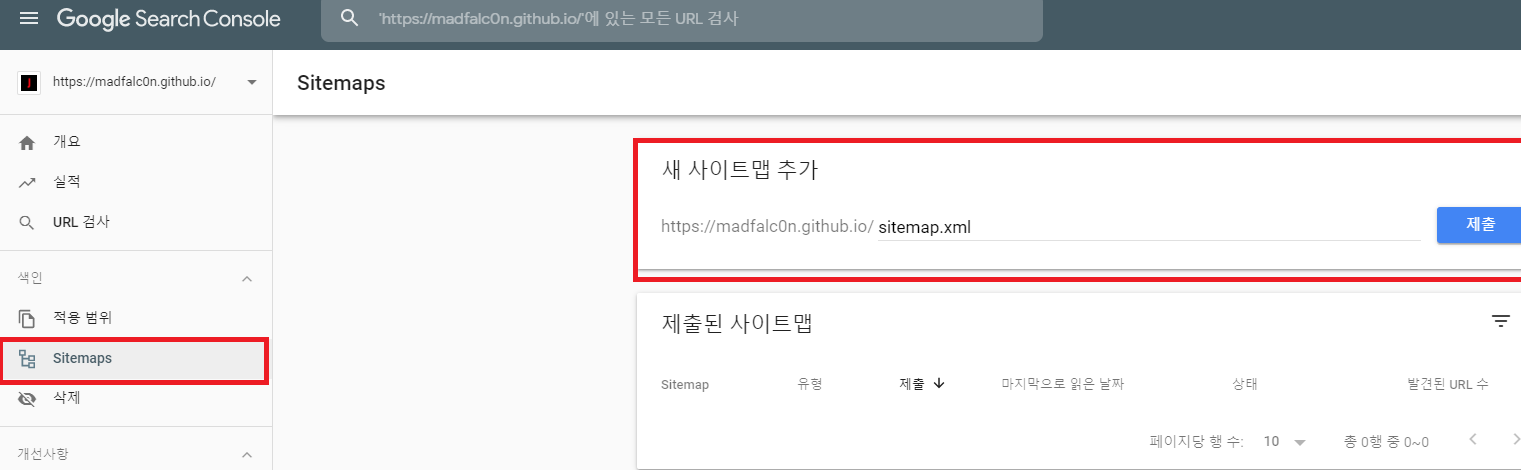 Google Search Console
'https://madfalc0n.github.io/'에 있는 모든 URL 검사
https://madfalc0n.github.io/
Sitemaps
개요
실적
URL 검사
색인
적용 범위
Sitemaps
삭제
개선사항
새 사이트맵 추가
https://madfalc0n.github.io/ sitemap.xml 제출
제출된 사이트맵
Sitemap 유형 제출 마지막으로 읽은 날짜 상태 발견된 URL 수
페이지당 행 수: 10 총 0행 중 0~0